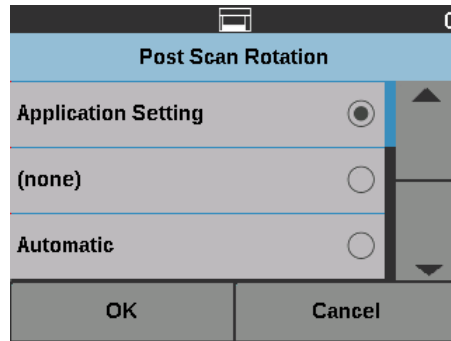 Post Scan Rotation
Application Setting
(none)
Automatic
OK
Cancel